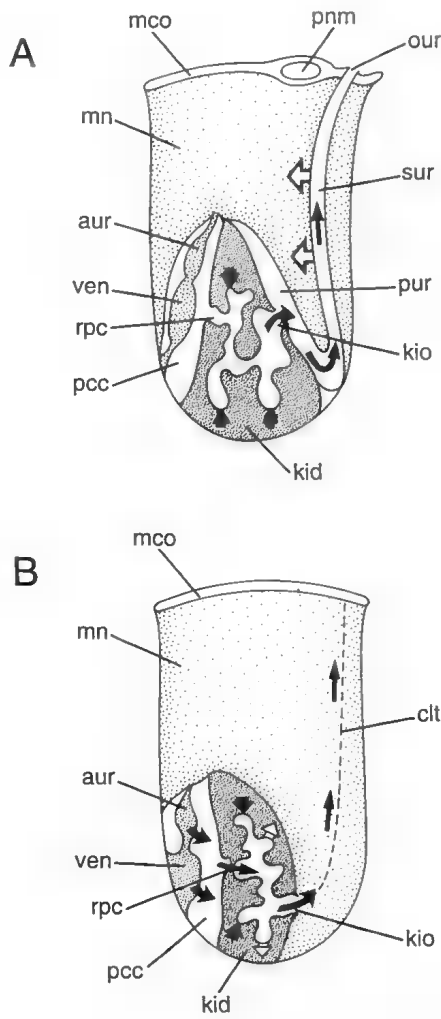 A
mco
pnm
our
mn
sur
aur
ven
pur
rpc
kio
pcc
kid
B
mco
mn
clt
aur
ven
rpc
kio
pcc
kid